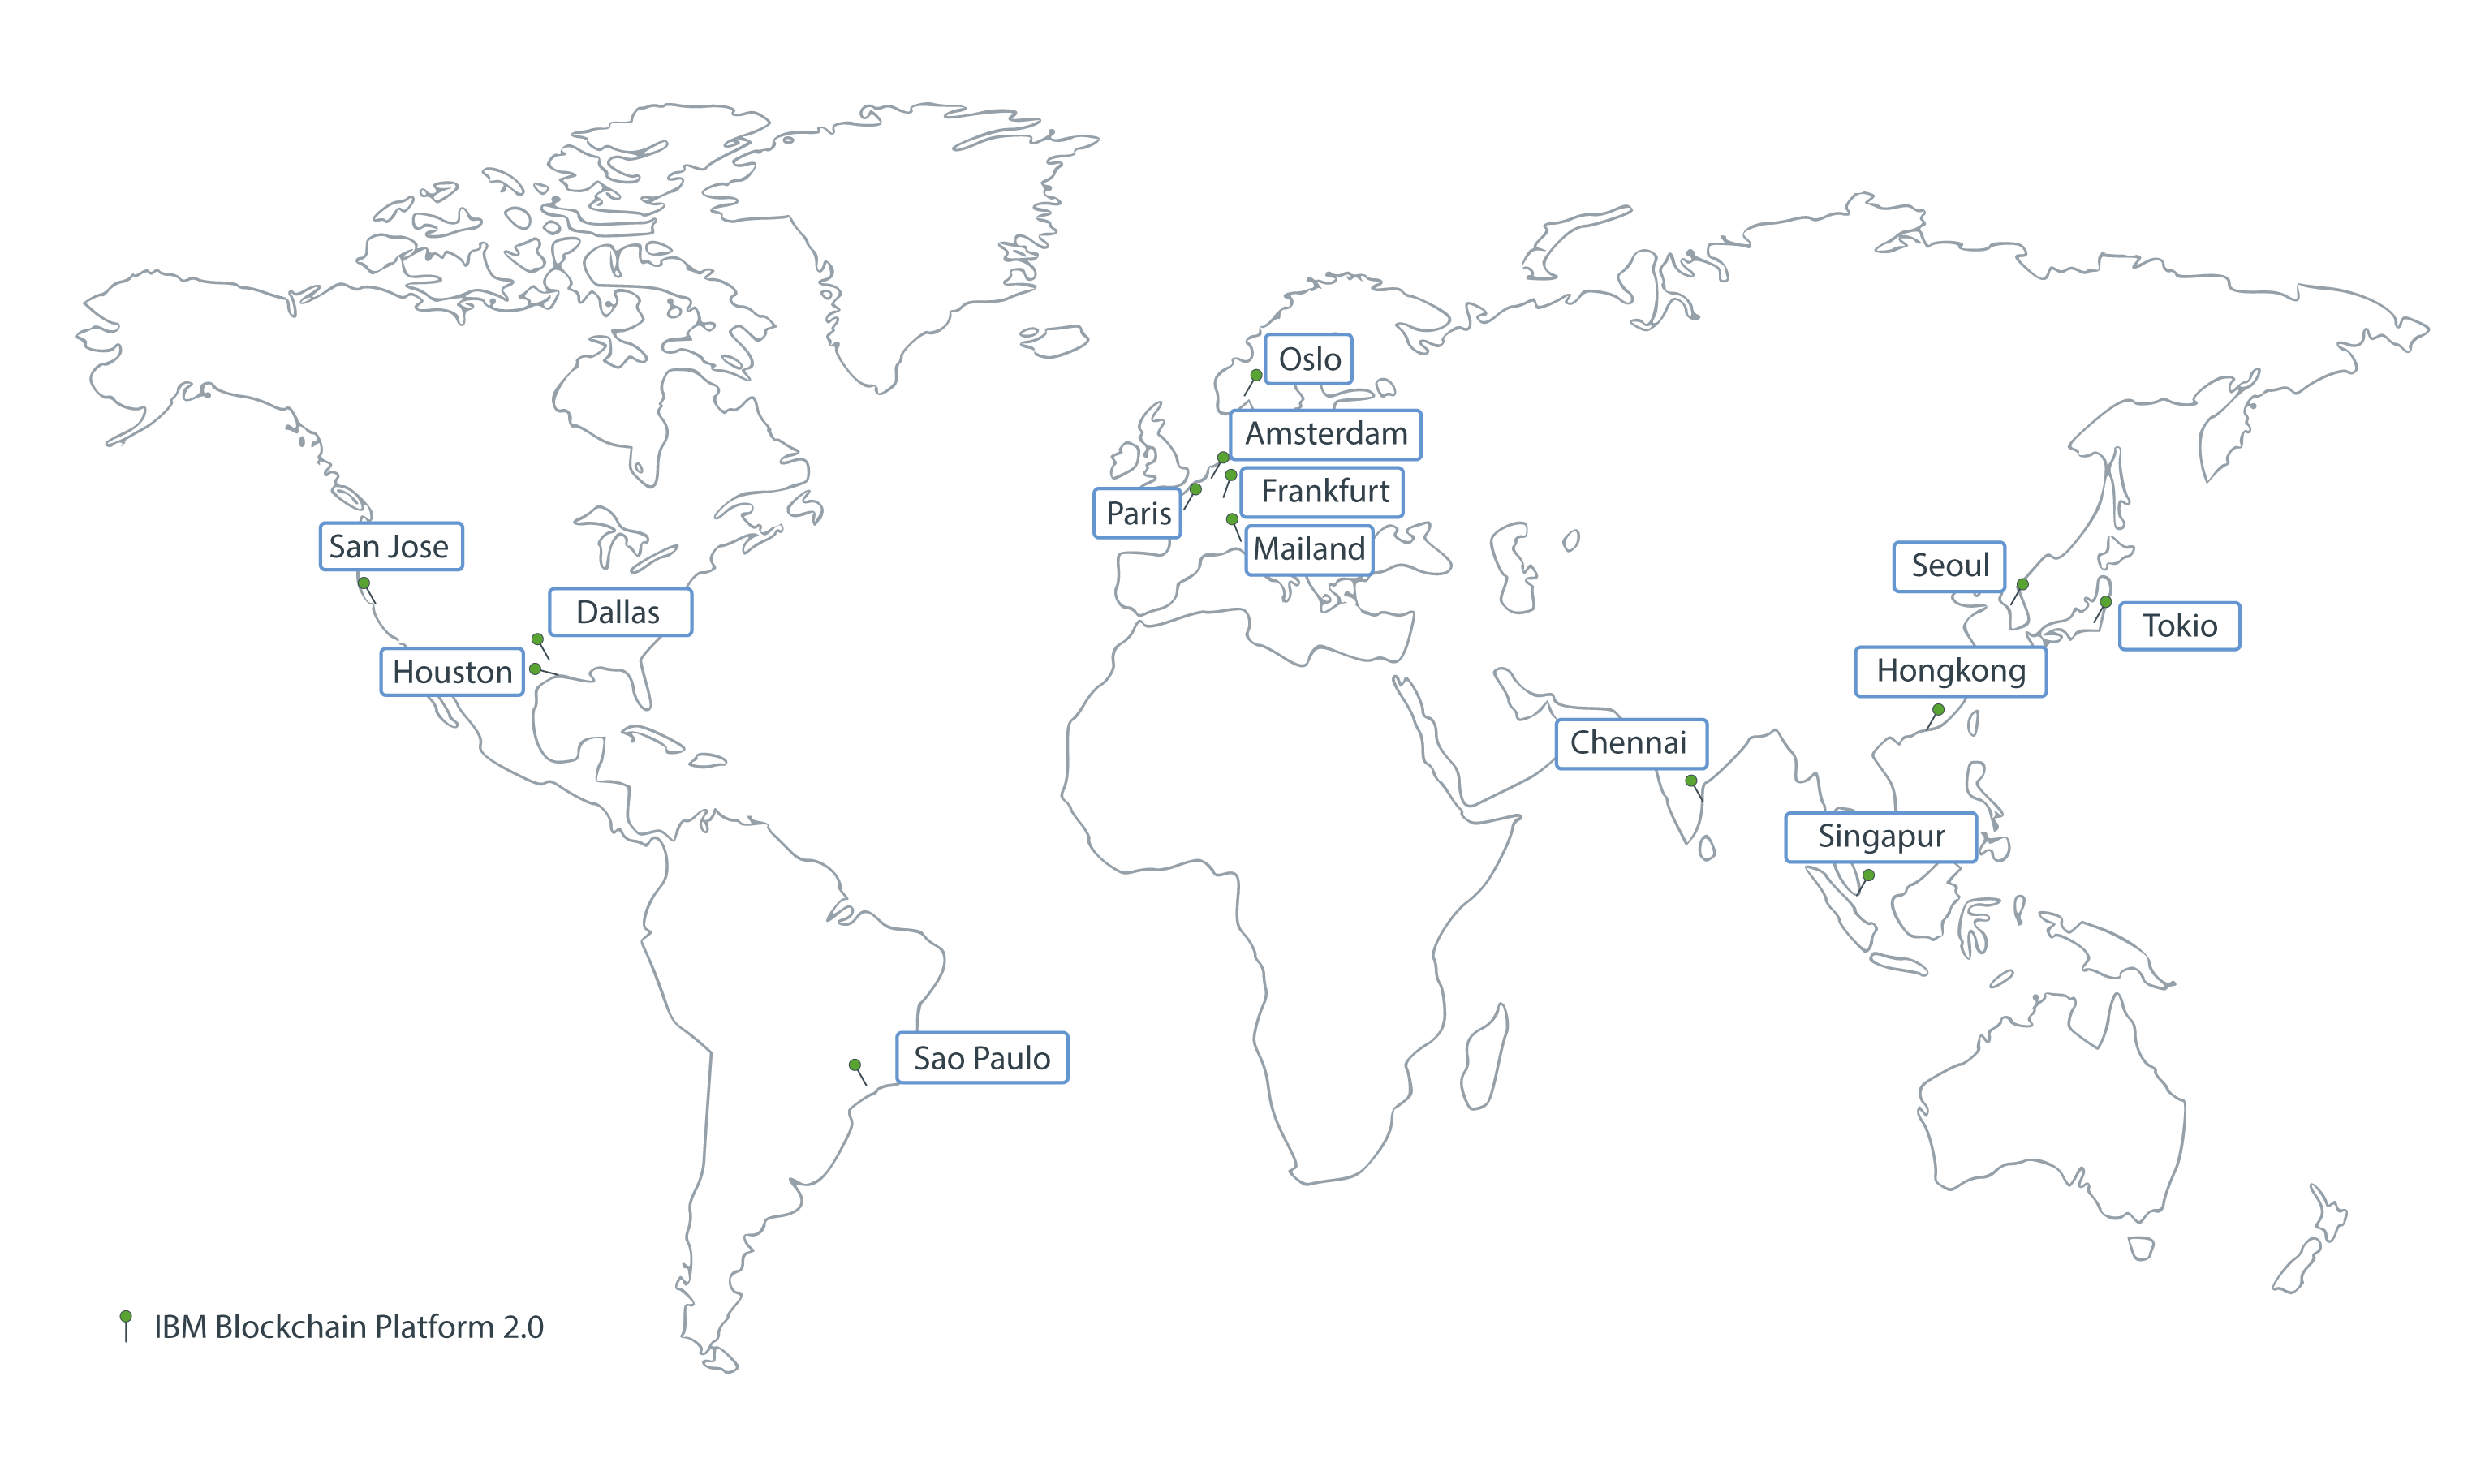 Oslo
Amsterdam
Frankfurt
Paris
Mailand
San Jose
Seoul
Dallas
Tokio
Houston
Hongkong
Chennai
Singapur
Sao Paulo
IBM Blockchain Platform 2.0